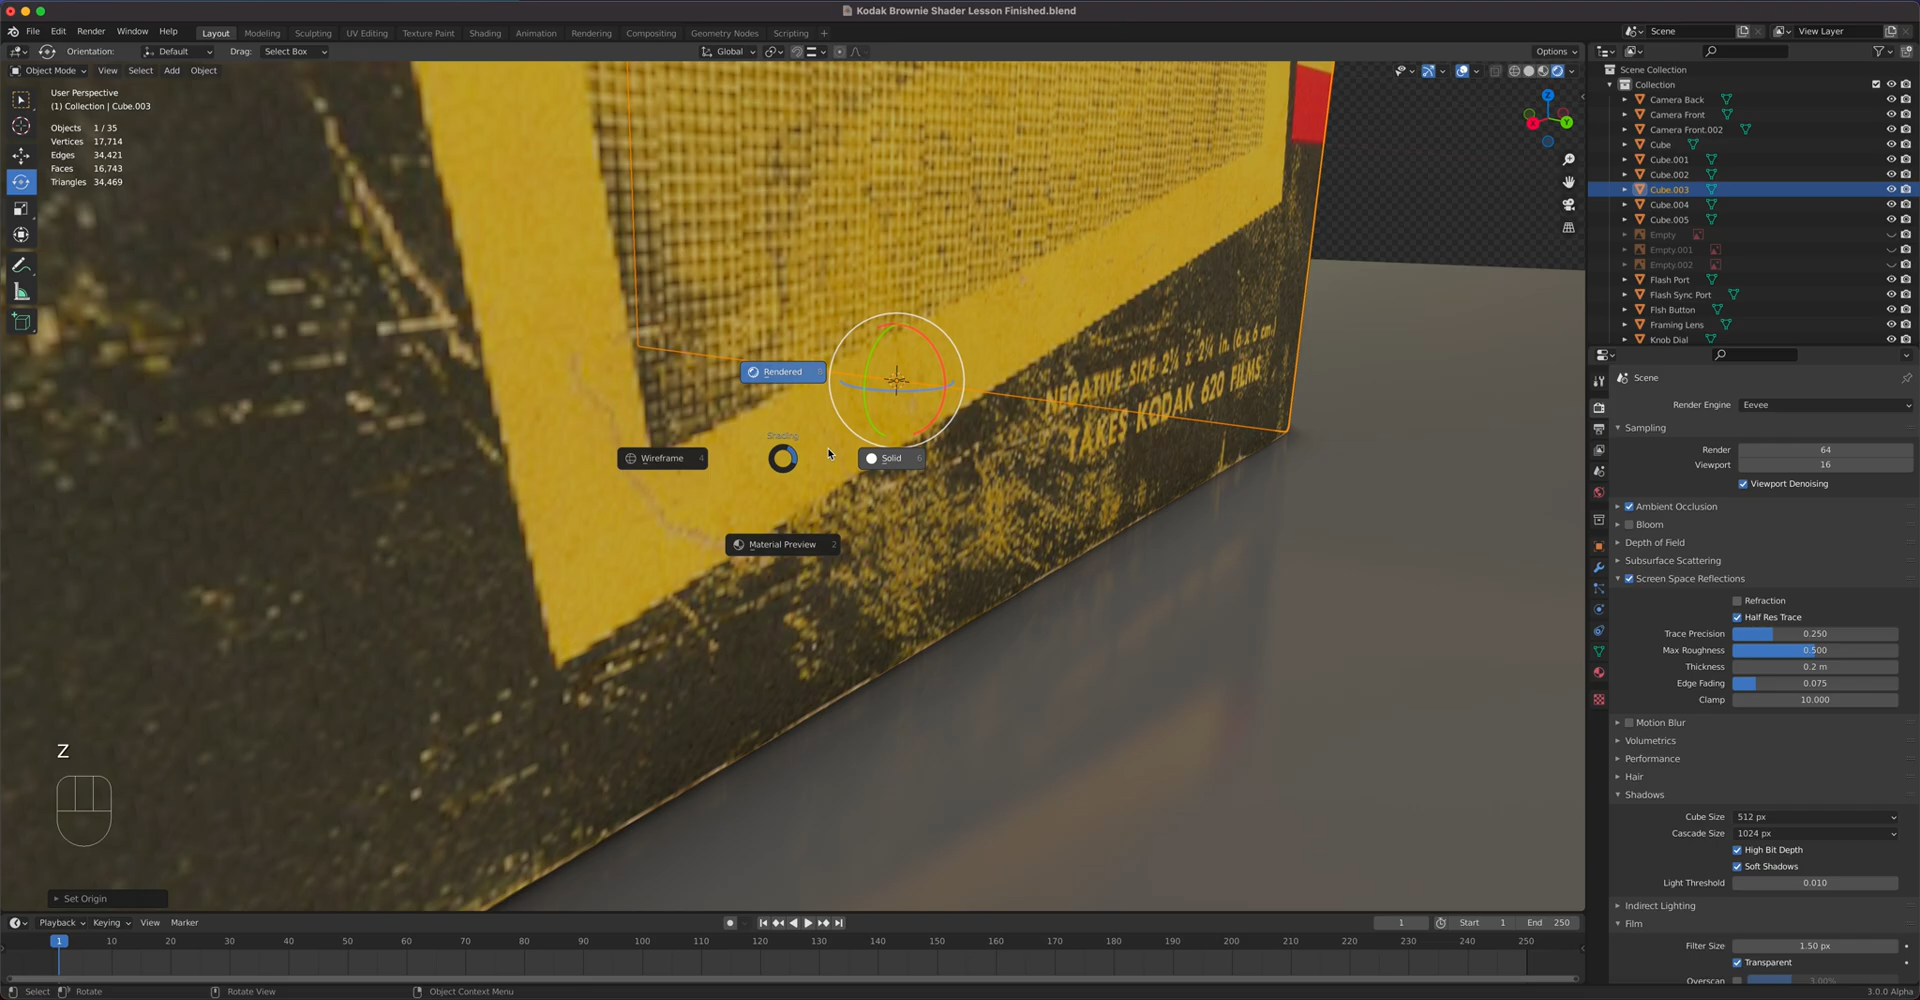 Kodak Brownie Shader Lesson Finished.blend
File Edit Render Window Help Layout Modeling Sculpting UV Editing Texture Paint Shading Animation Rendering Compositing Geometry Nodes Scripting + Scene View Layer
Orientation: Default Drag: Select Box Global Options
Object Mode View Select Add Object
User Perspective
(1) Collection | Cube.003
Objects 1 / 35
Vertices 17,714
Edges 34,421
Faces 16,743
Triangles 34,469
Z
Y
X
Scene Collection
Collection
Camera Back
Camera Front
Camera Front.002
Cube
Cube.001
Cube.002
Cube.003
Cube.004
Cube.005
Empty
Empty.001
Empty.002
Flash Port
Flash Sync Port
Flsh Button
Framing Lens
Knob Dial
NEGATIVE SIZE 2¼ x 2¼ in. (6 x 6 cm)
TAKES KODAK 620 FILMS
Rendered 8
Shading
Wireframe 4
Solid 6
Material Preview 2
Z
Set Origin
Scene
Render Engine Eevee
Sampling
Render 64
Viewport 16
Viewport Denoising
Ambient Occlusion
Bloom
Depth of Field
Subsurface Scattering
Screen Space Reflections
Refraction
Half Res Trace
Trace Precision 0.250
Max Roughness 0.500
Thickness 0.2 m
Edge Fading 0.075
Clamp 10.000
Motion Blur
Volumetrics
Performance
Hair
Shadows
Cube Size 512 px
Cascade Size 1024 px
High Bit Depth
Soft Shadows
Light Threshold 0.010
Indirect Lighting
Film
Filter Size 1.50 px
Transparent
Overscan 3.00%
Playback Keying View Marker 1 Start 1 End 250
1 10 20 30 40 50 60 70 80 90 100 110 120 130 140 150 160 170 180 190 200 210 220 230 240 250
Select Rotate Rotate View Object Context Menu 3.0.0 Alpha